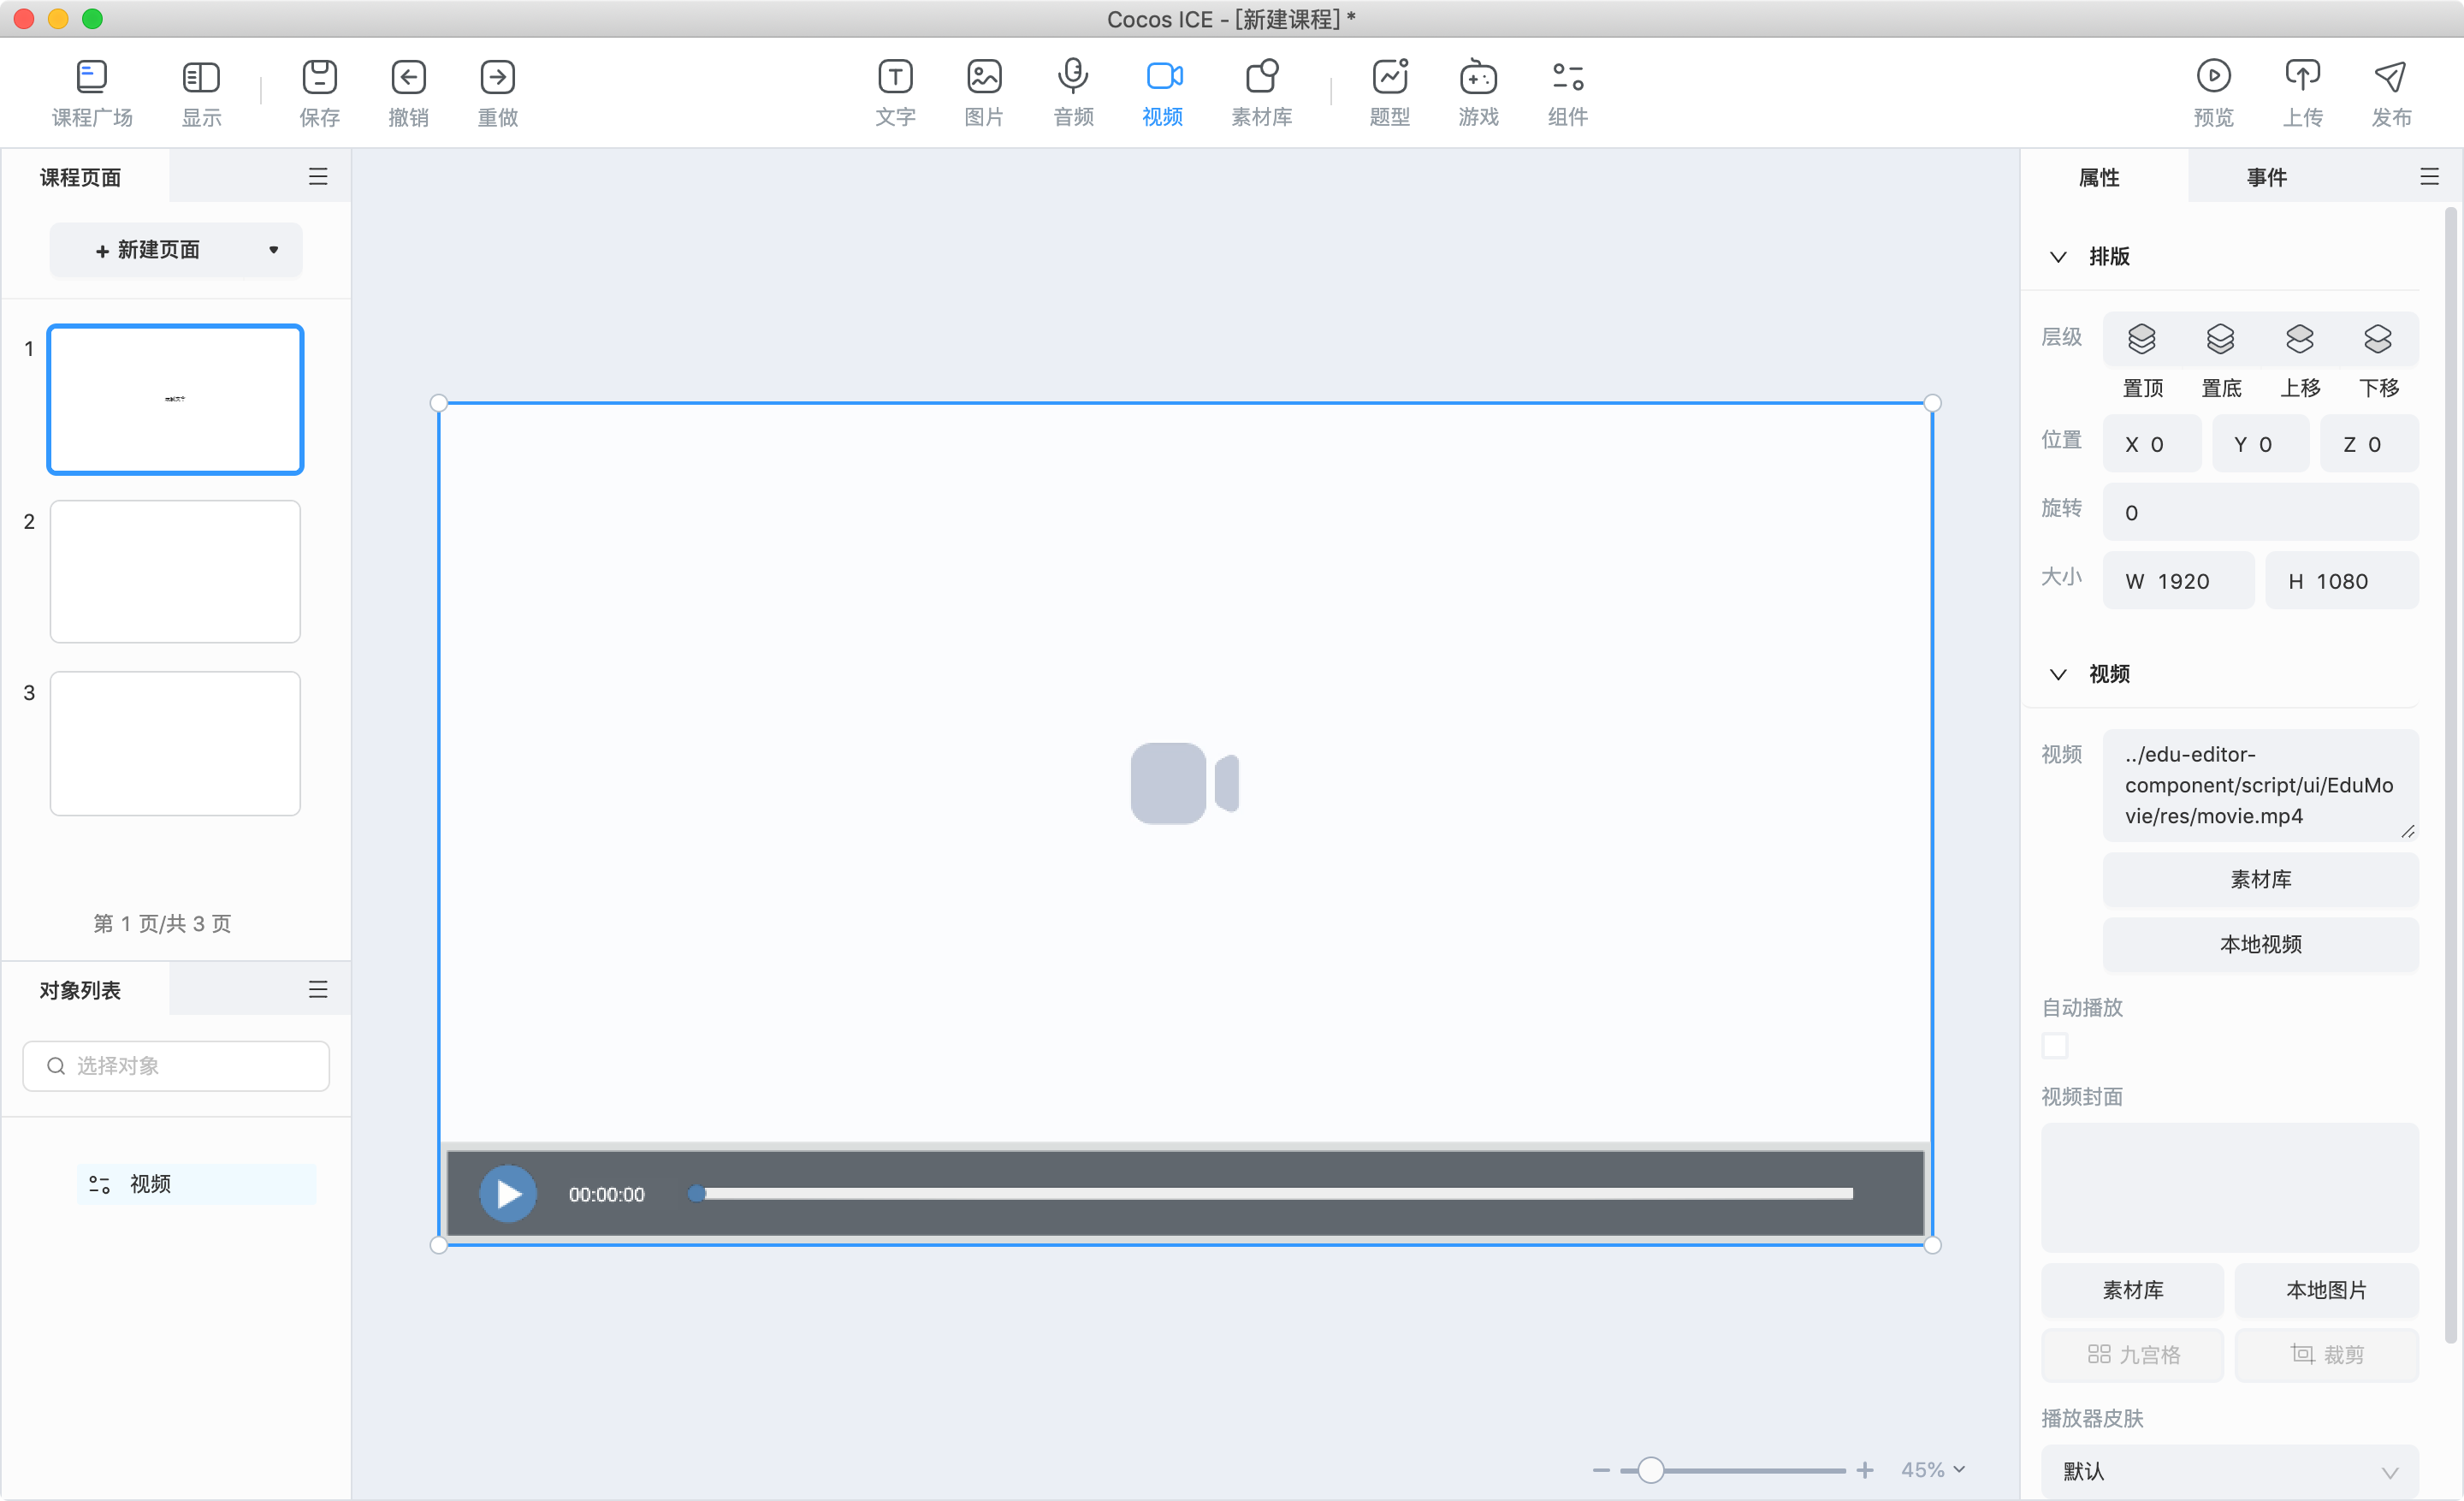 Cocos ICE - [新建课程] *
课程广场
显示
保存
撤销
重做
文字
图片
音频
视频
素材库
题型
游戏
组件
预览
上传
发布
课程页面
+ 新建页面
1
2
3
第 1 页/共 3 页
对象列表
选择对象
视频
00:00:00
45%
属性
事件
排版
层级
置顶
置底
上移
下移
位置
X 0
Y 0
Z 0
旋转
0
大小
W 1920
H 1080
视频
视频
../edu-editor-
component/script/ui/EduMo
vie/res/movie.mp4
素材库
本地视频
自动播放
视频封面
素材库
本地图片
九宫格
裁剪
播放器皮肤
默认